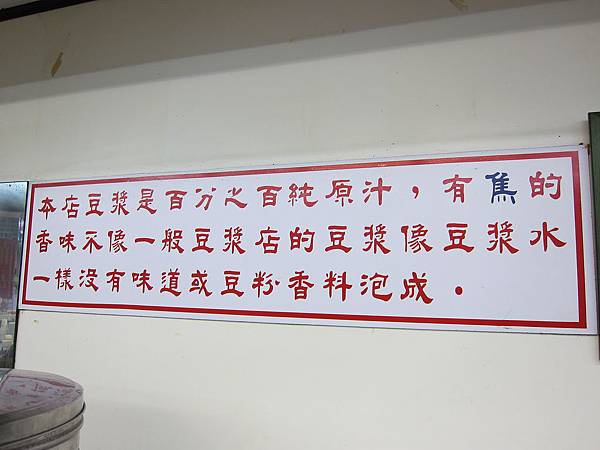 本店豆漿是百分之百純原汁，有焦的
香味不像一般豆漿店的豆漿像豆漿水
一樣沒有味道或豆粉香料泡成．